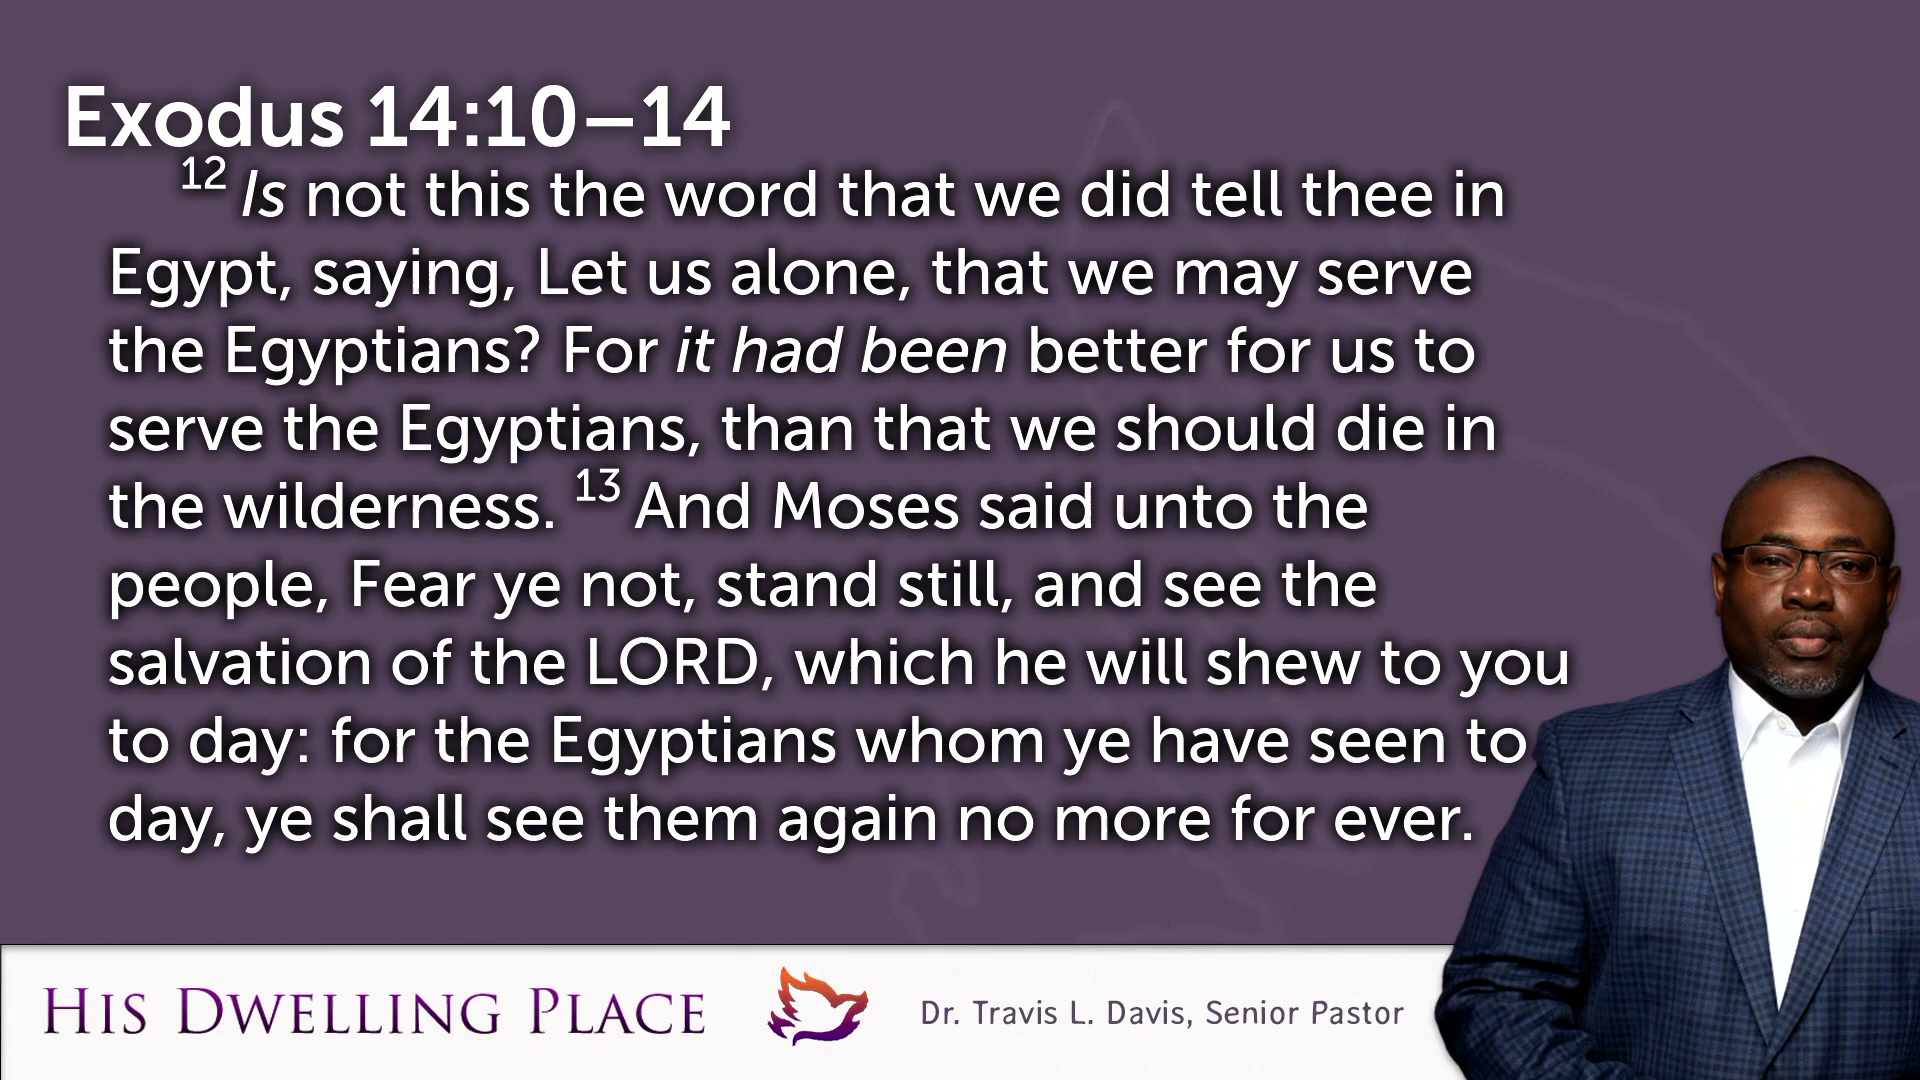 Exodus 14:10–14
12 Is not this the word that we did tell thee in
Egypt, saying, Let us alone, that we may serve
the Egyptians? For it had been better for us to
serve the Egyptians, than that we should die in
the wilderness. 13 And Moses said unto the
people, Fear ye not, stand still, and see the
salvation of the LORD, which he will shew to you
to day: for the Egyptians whom ye have seen to
day, ye shall see them again no more for ever.
HIS DWELLING PLACE
Dr. Travis L. Davis, Senior Pastor